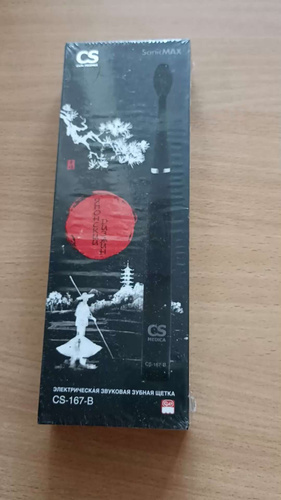 CS
SonicMAX
CS
MEDICA
CS-167-B
ЭЛЕКТРИЧЕСКАЯ ЗВУКОВАЯ ЗУБНАЯ ЩЕТКА
CS-167-B